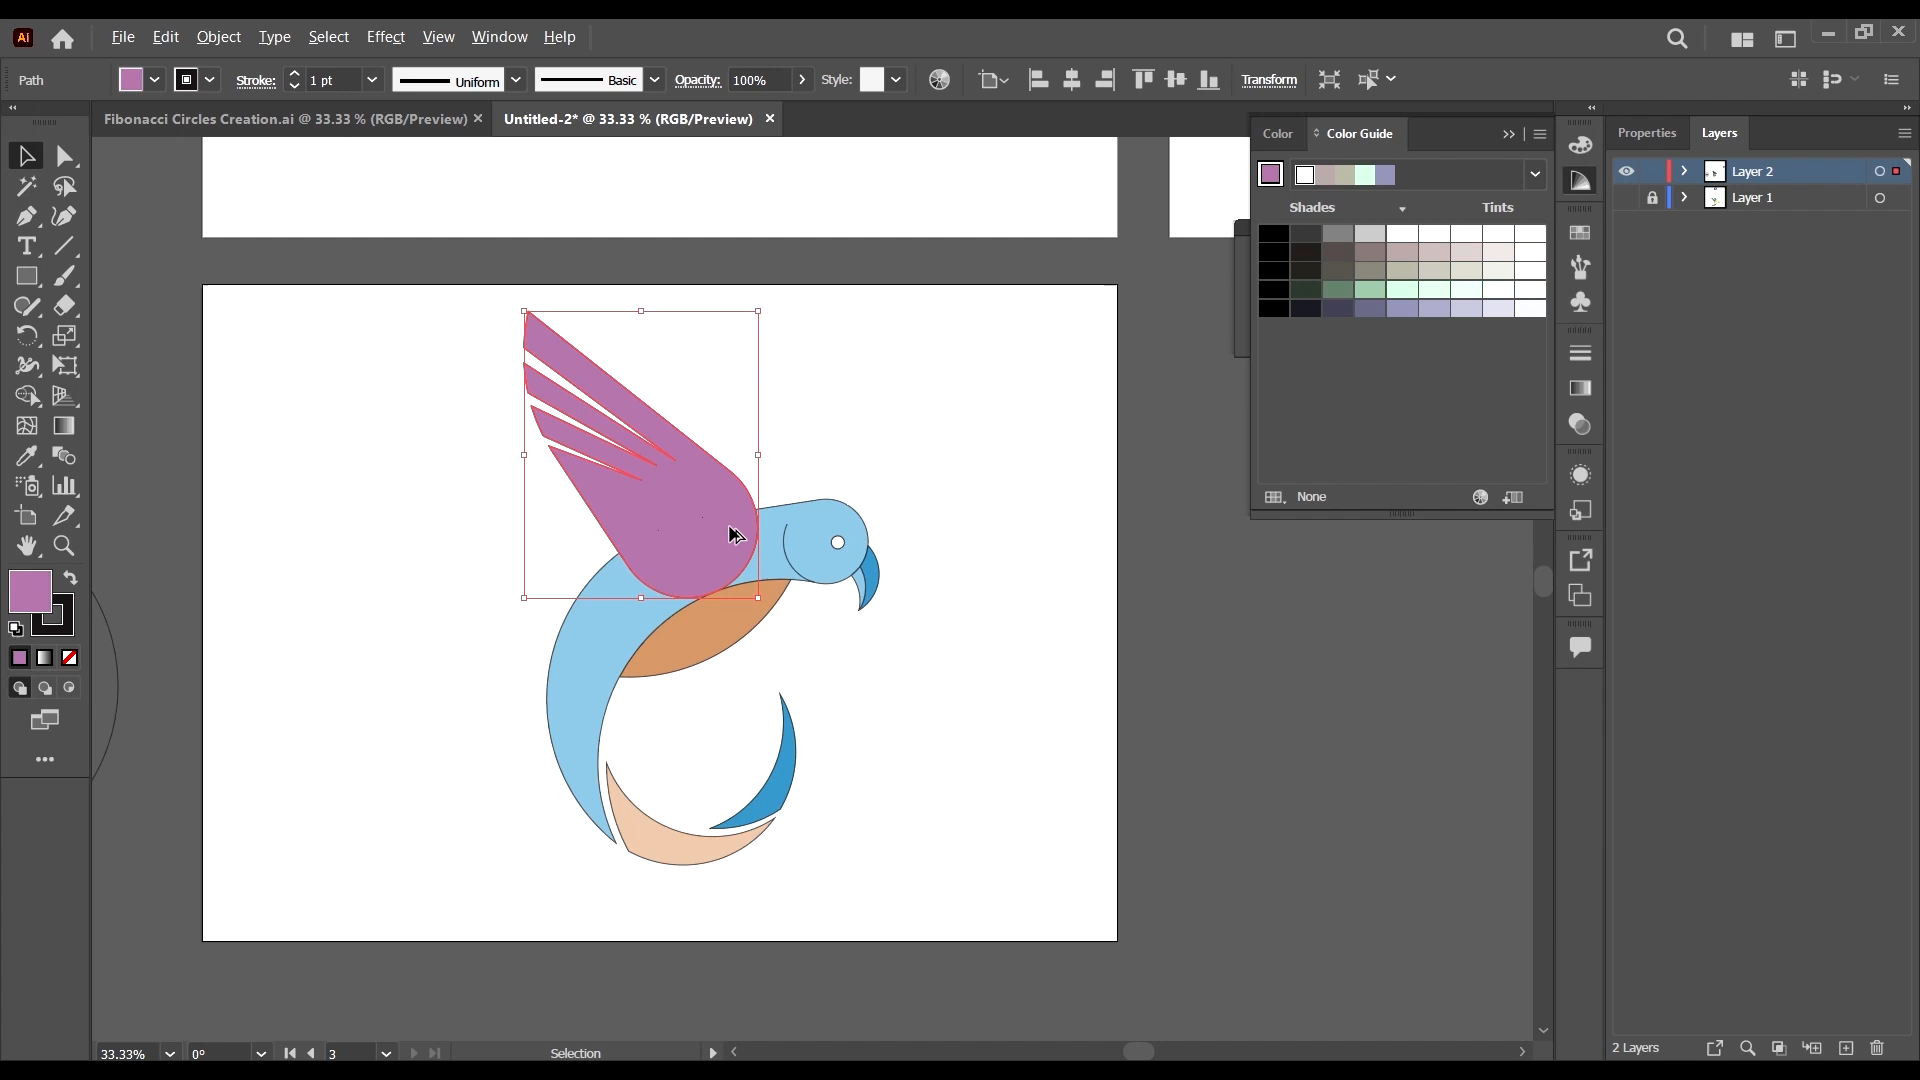 Ai File Edit Object Type Select Effect View Window Help
Path Stroke: 1 pt Uniform Basic Opacity: 100% Style: Transform
Fibonacci Circles Creation.ai @ 33.33 % (RGB/Preview) × Untitled-2* @ 33.33 % (RGB/Preview) ×
Color Color Guide
Properties Layers
Layer 2
Layer 1
Shades Tints
None
33.33% 0° 3 Selection
2 Layers